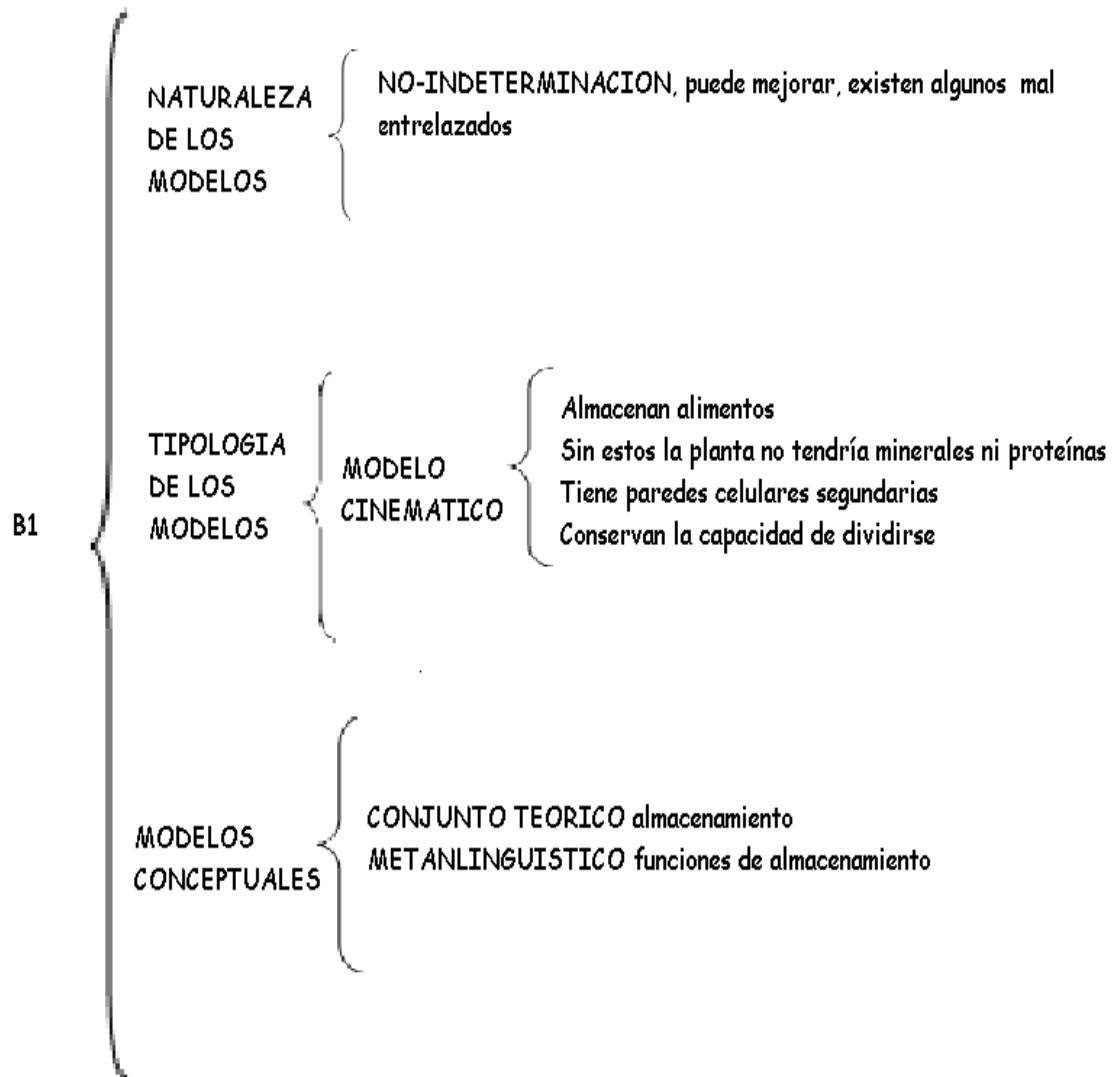 B1
NATURALEZA
DE LOS
MODELOS
NO-INDETERMINACION, puede mejorar, existen algunos mal
entrelazados
TIPOLOGIA
DE LOS
MODELOS
MODELO
CINEMATICO
Almacenan alimentos
Sin estos la planta no tendría minerales ni proteínas
Tiene paredes celulares segundarias
Conservan la capacidad de dividirse
MODELOS
CONCEPTUALES
CONJUNTO TEORICO almacenamiento
METANLINGUISTICO funciones de almacenamiento